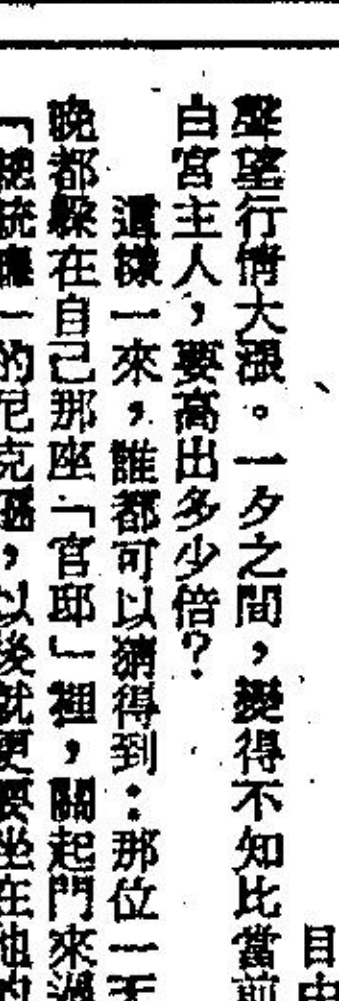 目中
聲望行情大漲。一夕之間，變得不知比當前
白宮主人，要高出多少倍？
這樣一來，誰都可以猜得到：那位一天
晚都躲在自己那座「官邸」裡，關起門來過
「總統癮一的尼克森，以後就更要坐在他的